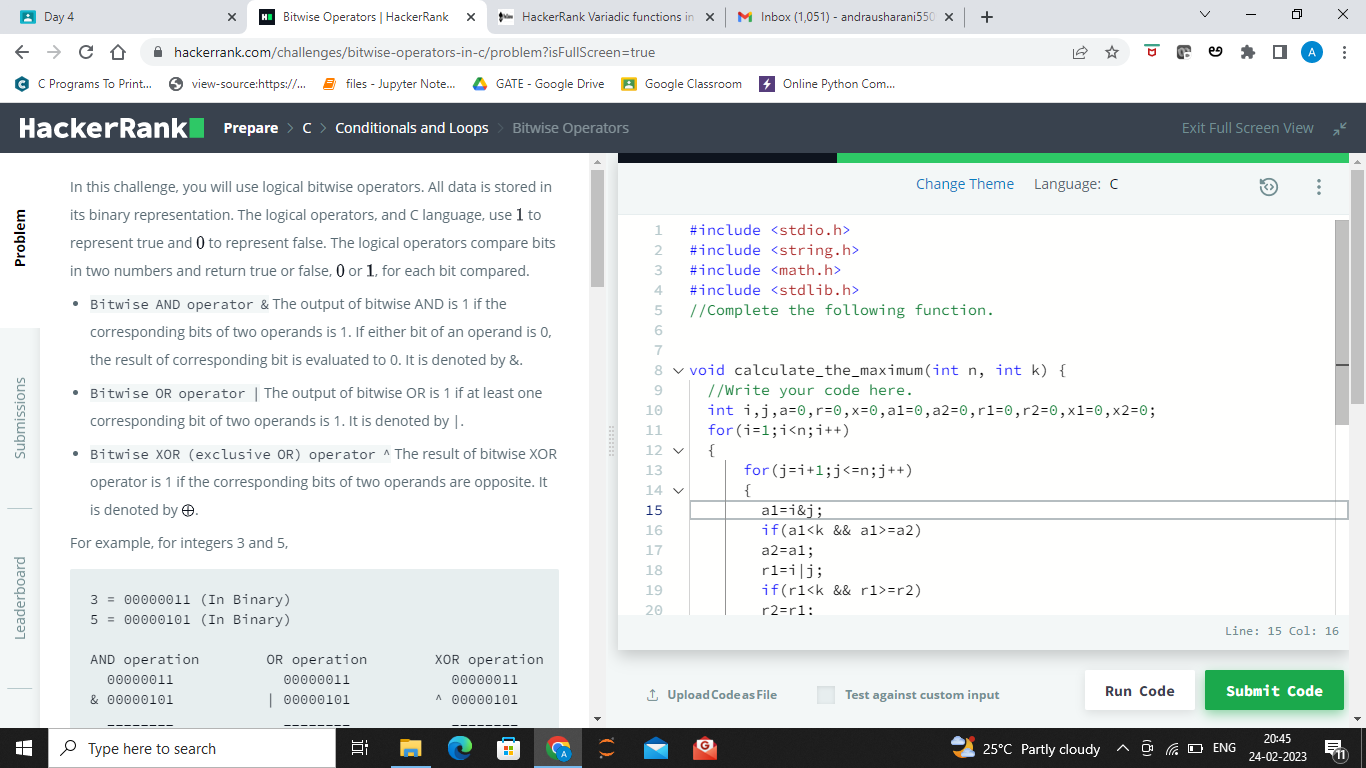 Day 4
Bitwise Operators | HackerRank
HackerRank Variadic functions in
Inbox (1,051) - andrausharani550
hackerrank.com/challenges/bitwise-operators-in-c/problem?isFullScreen=true
A
C Programs To Print...
view-source:https://...
files - Jupyter Note...
GATE - Google Drive
Google Classroom
Online Python Com...
HackerRank
Prepare > C > Conditionals and Loops > Bitwise Operators
Exit Full Screen View
Problem
Submissions
Leaderboard
In this challenge, you will use logical bitwise operators. All data is stored in
its binary representation. The logical operators, and C language, use 1 to
represent true and 0 to represent false. The logical operators compare bits
in two numbers and return true or false, 0 or 1, for each bit compared.
• Bitwise AND operator & The output of bitwise AND is 1 if the
corresponding bits of two operands is 1. If either bit of an operand is 0,
the result of corresponding bit is evaluated to 0. It is denoted by &.
• Bitwise OR operator | The output of bitwise OR is 1 if at least one
corresponding bit of two operands is 1. It is denoted by |.
• Bitwise XOR (exclusive OR) operator ^ The result of bitwise XOR
operator is 1 if the corresponding bits of two operands are opposite. It
is denoted by ⊕.
For example, for integers 3 and 5,
3 = 00000011 (In Binary)
5 = 00000101 (In Binary)
AND operation OR operation XOR operation
00000011 00000011 00000011
& 00000101 | 00000101 ^ 00000101
________ ________ ________
Change Theme Language: C
1 #include <stdio.h>
2 #include <string.h>
3 #include <math.h>
4 #include <stdlib.h>
5 //Complete the following function.
6
7
8 void calculate_the_maximum(int n, int k) {
9 //Write your code here.
10 int i,j,a=0,r=0,x=0,a1=0,a2=0,r1=0,r2=0,x1=0,x2=0;
11 for(i=1;i<n;i++)
12 {
13 for(j=i+1;j<=n;j++)
14 {
15 a1=i&j;
16 if(a1<k && a1>=a2)
17 a2=a1;
18 r1=i|j;
19 if(r1<k && r1>=r2)
20 r2=r1;
Line: 15 Col: 16
Upload Code as File
Test against custom input
Run Code
Submit Code
Type here to search
25°C Partly cloudy
ENG
20:45
24-02-2023
11